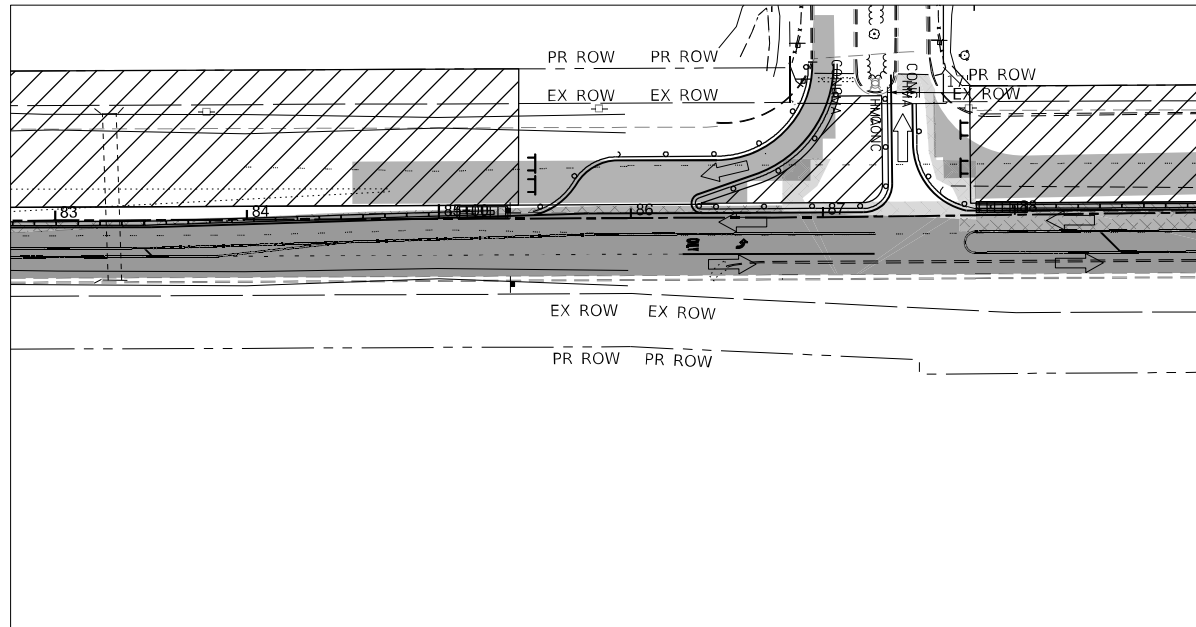 PR ROW PR ROW
PR ROW
EX ROW EX ROW
EX ROW
83
84
86
87
EX ROW EX ROW
PR ROW PR ROW